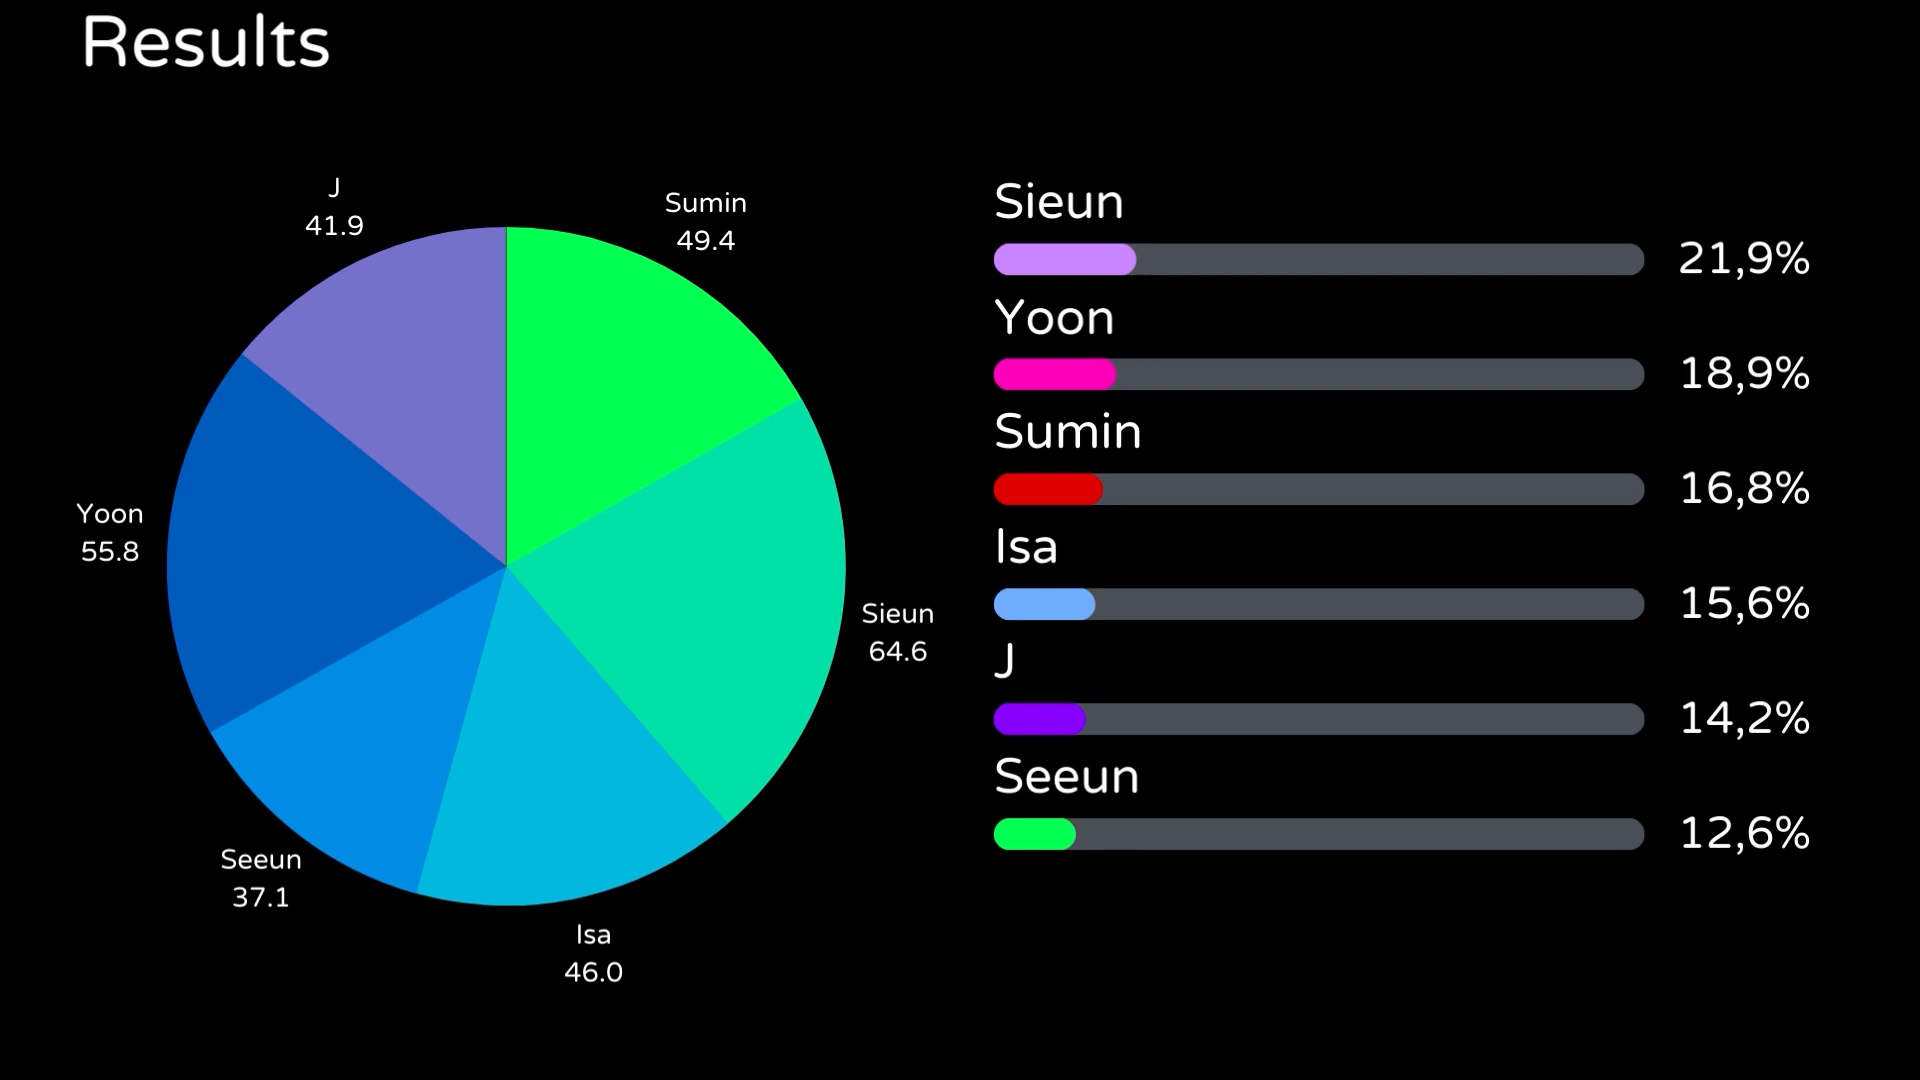 Results
J
41.9
Sumin
49.4
Yoon
55.8
Sieun
64.6
Seeun
37.1
Isa
46.0
Sieun
21,9%
Yoon
18,9%
Sumin
16,8%
Isa
15,6%
J
14,2%
Seeun
12,6%